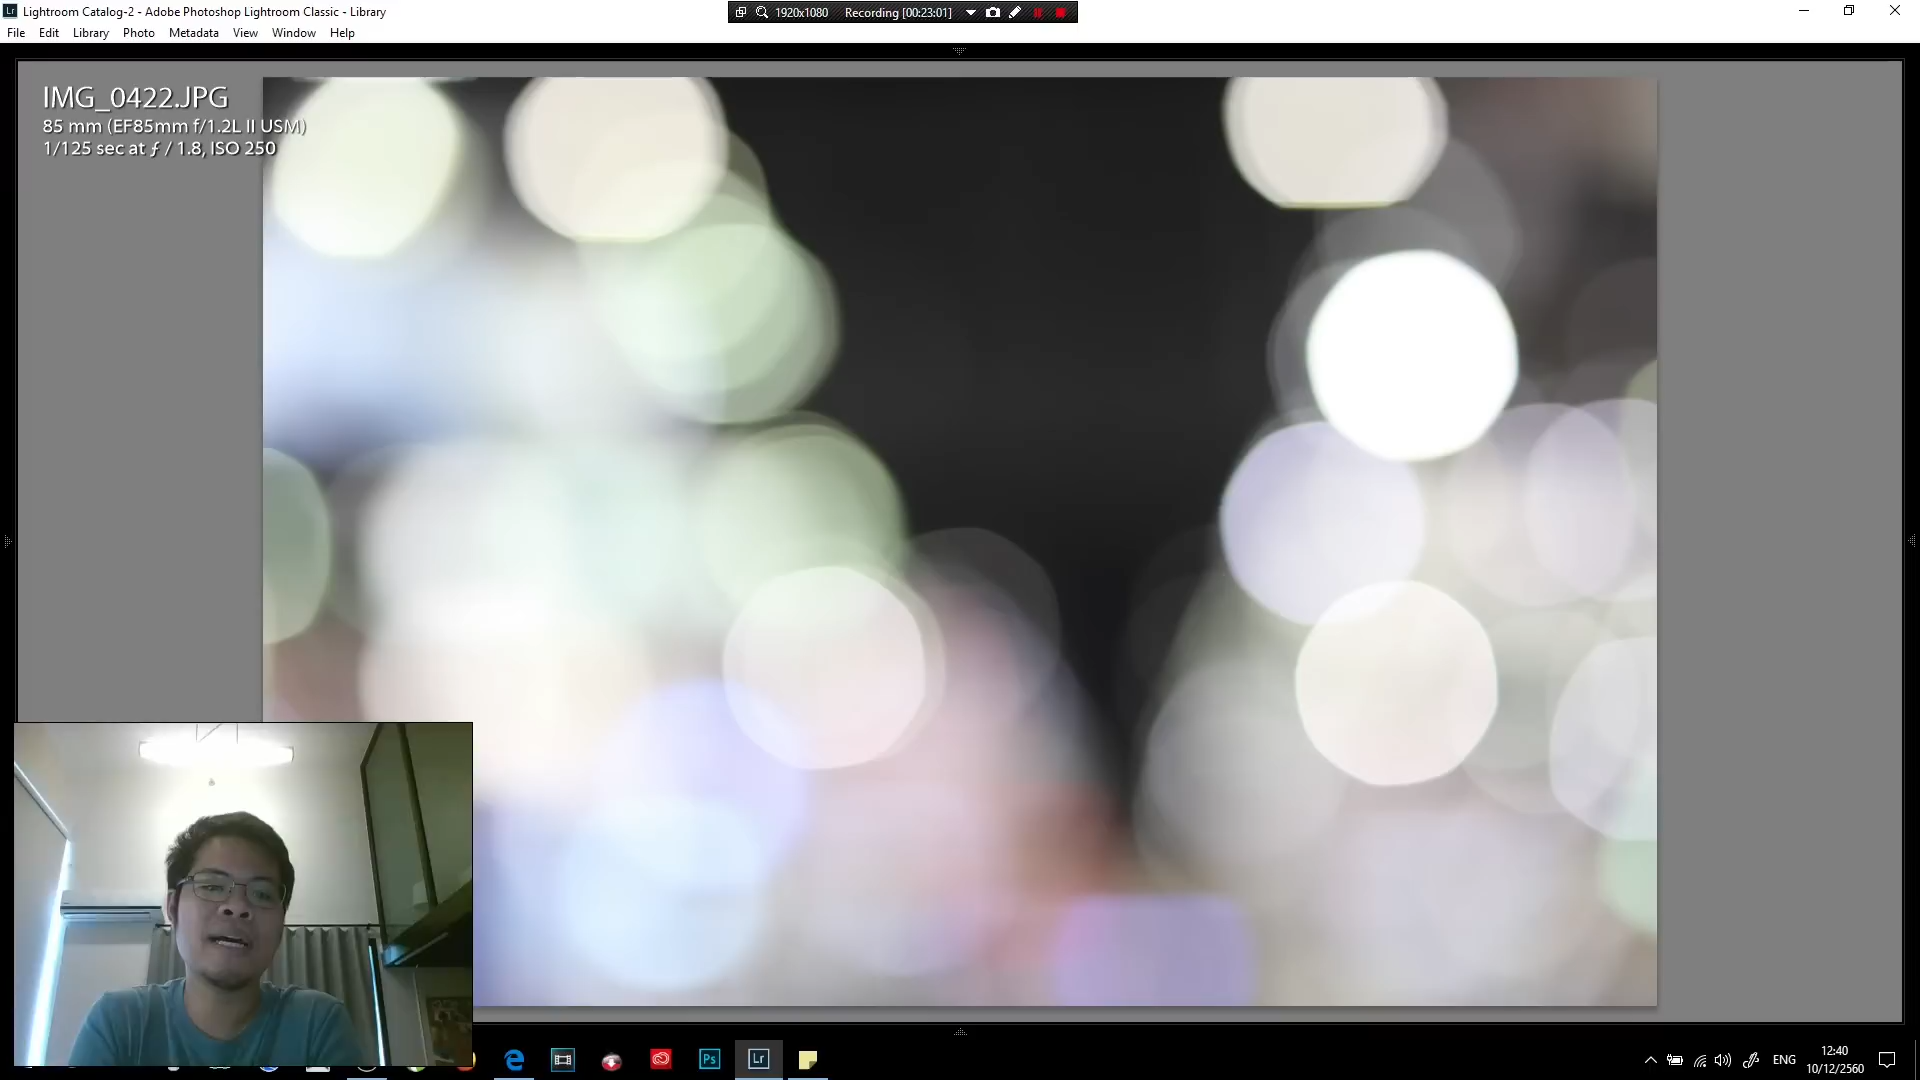 Lightroom Catalog-2 - Adobe Photoshop Lightroom Classic - Library
1920x1080 Recording [00:23:01]
File Edit Library Photo Metadata View Window Help
IMG_0422.JPG
85 mm (EF85mm f/1.2L II USM)
1/125 sec at ƒ / 1.8, ISO 250
Lr
Ps
Lr
ENG
12:40
10/12/2560